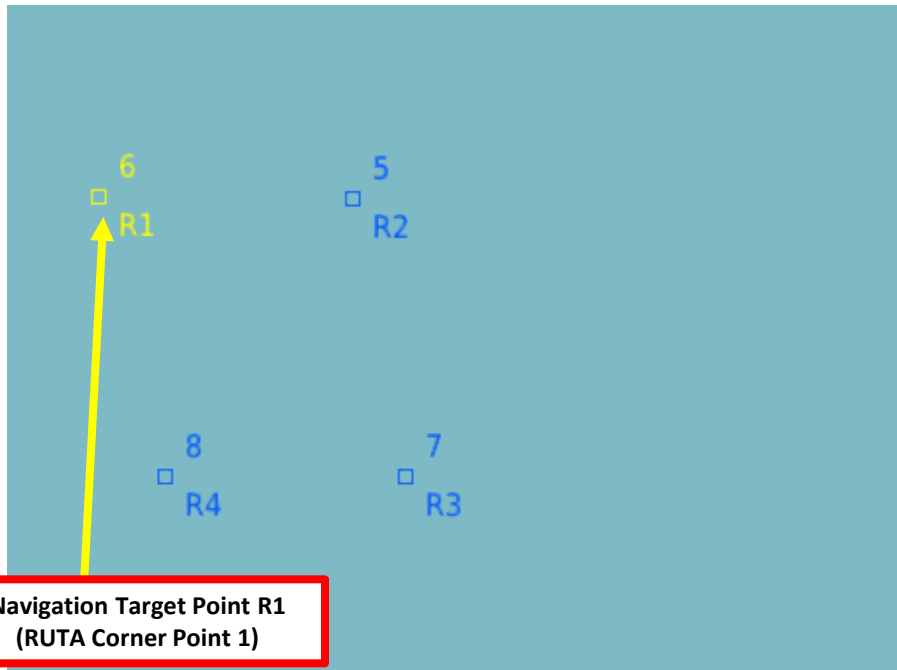 6
R1
5
R2
8
R4
7
R3
Navigation Target Point R1
(RUTA Corner Point 1)